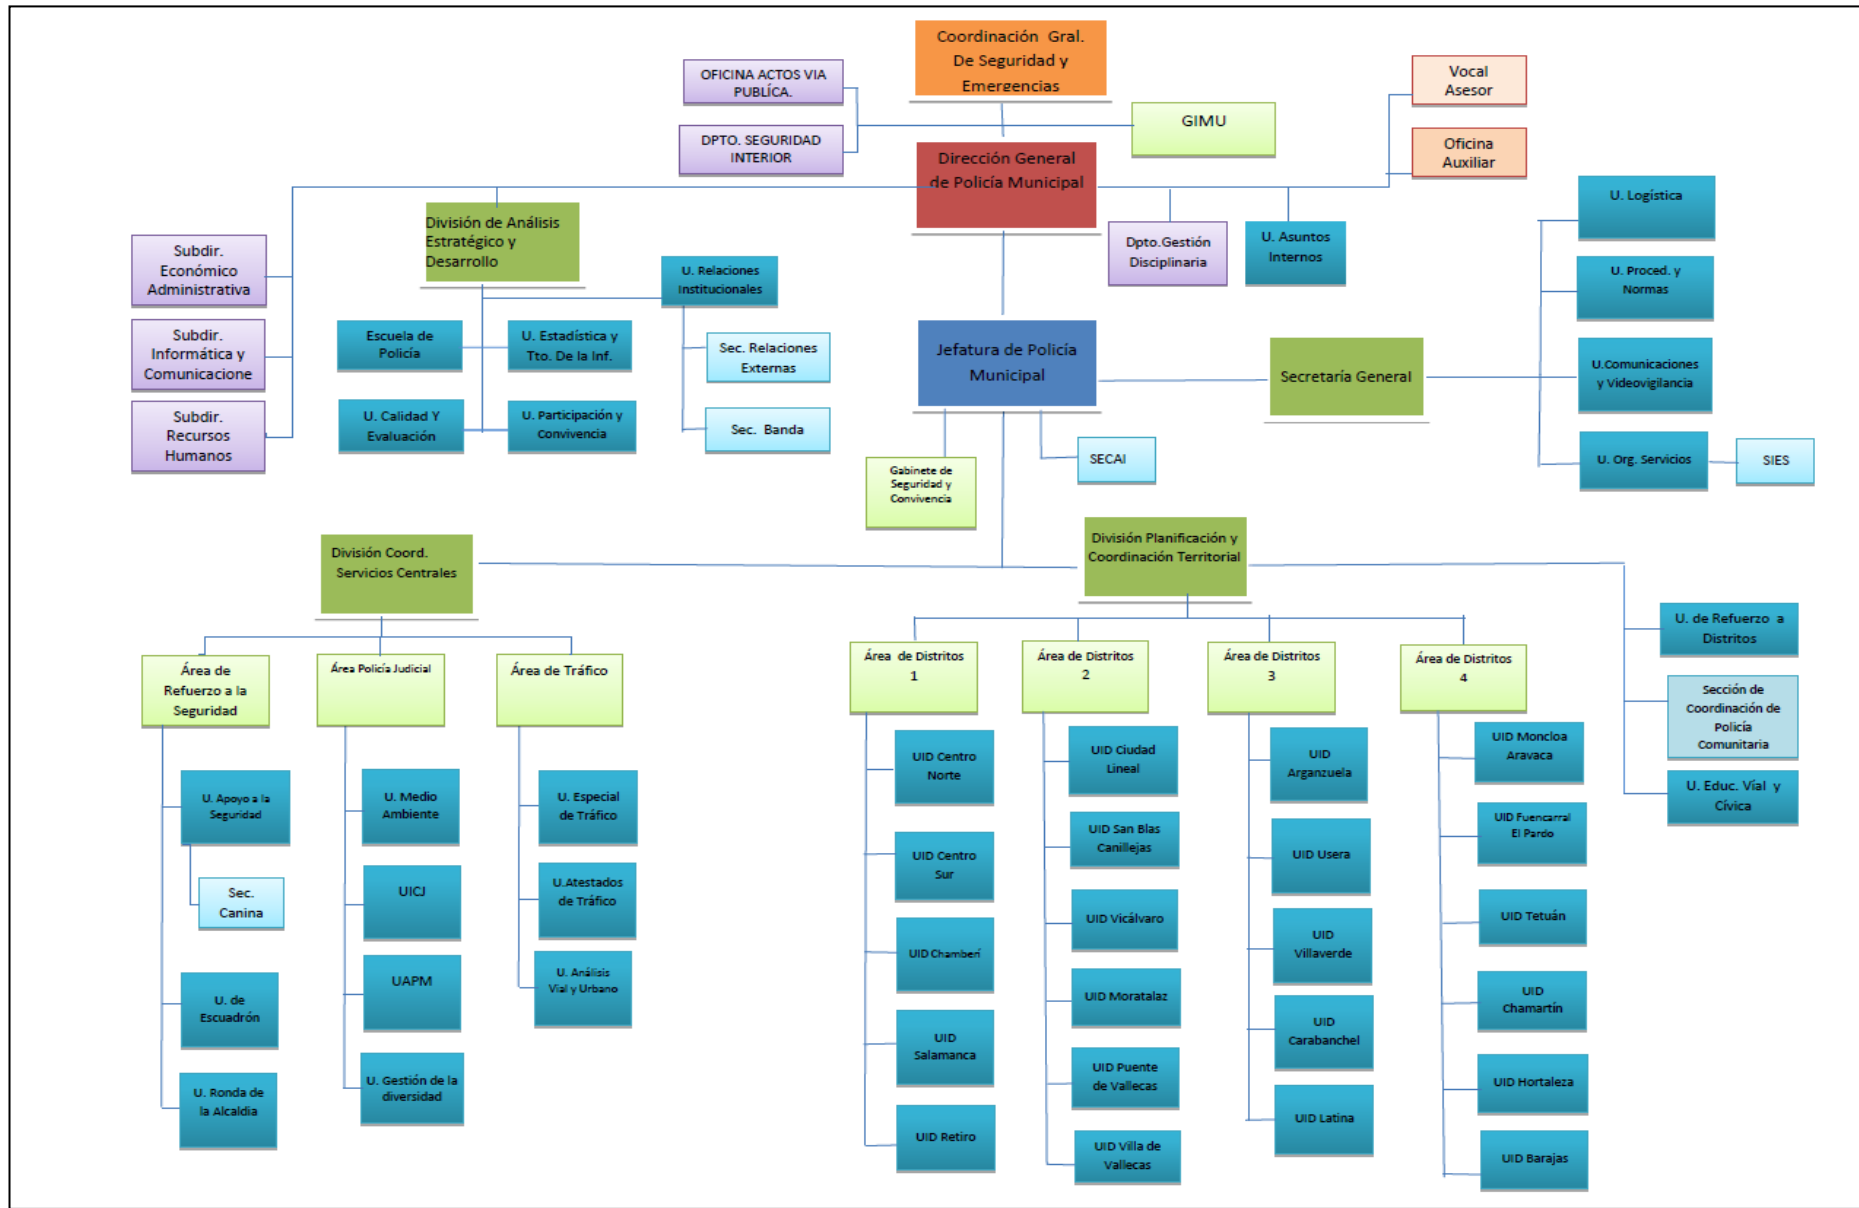 Coordinación Gral.
De Seguridad y
Emergencias
OFICINA ACTOS VIA
PUBLÍCA.
DPTO. SEGURIDAD
INTERIOR
GIMU
Vocal
Asesor
Oficina
Auxiliar
Dirección General
de Policía Municipal
División de Análisis
Estratégico y
Desarrollo
Subdir.
Económico
Administrativa
Subdir.
Informática y
Comunicacione
Subdir.
Recursos
Humanos
U. Relaciones
Institucionales
Escuela de
Policía
U. Estadística y
Tto. De la Inf.
U. Calidad Y
Evaluación
U. Participación y
Convivencia
Sec. Relaciones
Externas
Sec. Banda
Dpto.Gestión
Disciplinaria
U. Asuntos
Internos
Jefatura de Policía
Municipal
Gabinete de
Seguridad y
Convivencia
SECAI
Secretaría General
U. Logística
U. Proced. y
Normas
U.Comunicaciones
y Videovigilancia
U. Org. Servicios
SIES
División Coord.
Servicios Centrales
División Planificación y
Coordinación Territorial
Área de
Refuerzo a la
Seguridad
Área Policía Judicial
Área de Tráfico
U. Apoyo a la
Seguridad
Sec.
Canina
U. de
Escuadrón
U. Ronda de
la Alcaldia
U. Medio
Ambiente
UICJ
UAPM
U. Gestión de la
diversidad
U. Especial
de Tráfico
U.Atestados
de Tráfico
U. Análisis
Vial y Urbano
Área de Distritos
1
Área de Distritos
2
Área de Distritos
3
Área de Distritos
4
UID Centro
Norte
UID Centro
Sur
UID Chamberí
UID
Salamanca
UID Retiro
UID Ciudad
Lineal
UID San Blas
Canillejas
UID Vicálvaro
UID Moratalaz
UID Puente
de Vallecas
UID Villa de
Vallecas
UID
Arganzuela
UID Usera
UID
Villaverde
UID
Carabanchel
UID Latina
UID Moncloa
Aravaca
UID Fuencarral
El Pardo
UID Tetuán
UID
Chamartín
UID Hortaleza
UID Barajas
U. de Refuerzo a
Distritos
Sección de
Coordinación de
Policía
Comunitaria
U. Educ. Víal y
Cívica